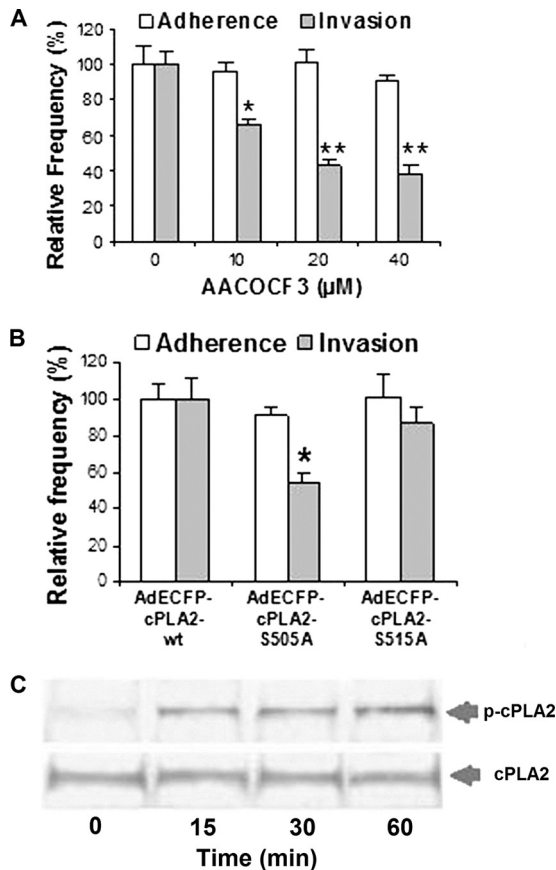 A
Adherence Invasion
Relative Frequency (%)
120
100
80
60
40
20
0
* ** **
0 10 20 40
AACOCF 3 (µM)
B
Adherence Invasion
Relative frequency (%)
120
100
80
60
40
20
0
*
AdECFP- AdECFP- AdECFP-
cPLA2- cPLA2- cPLA2-
wt S505A S515A
C
p-cPLA2
cPLA2
0 15 30 60
Time (min)